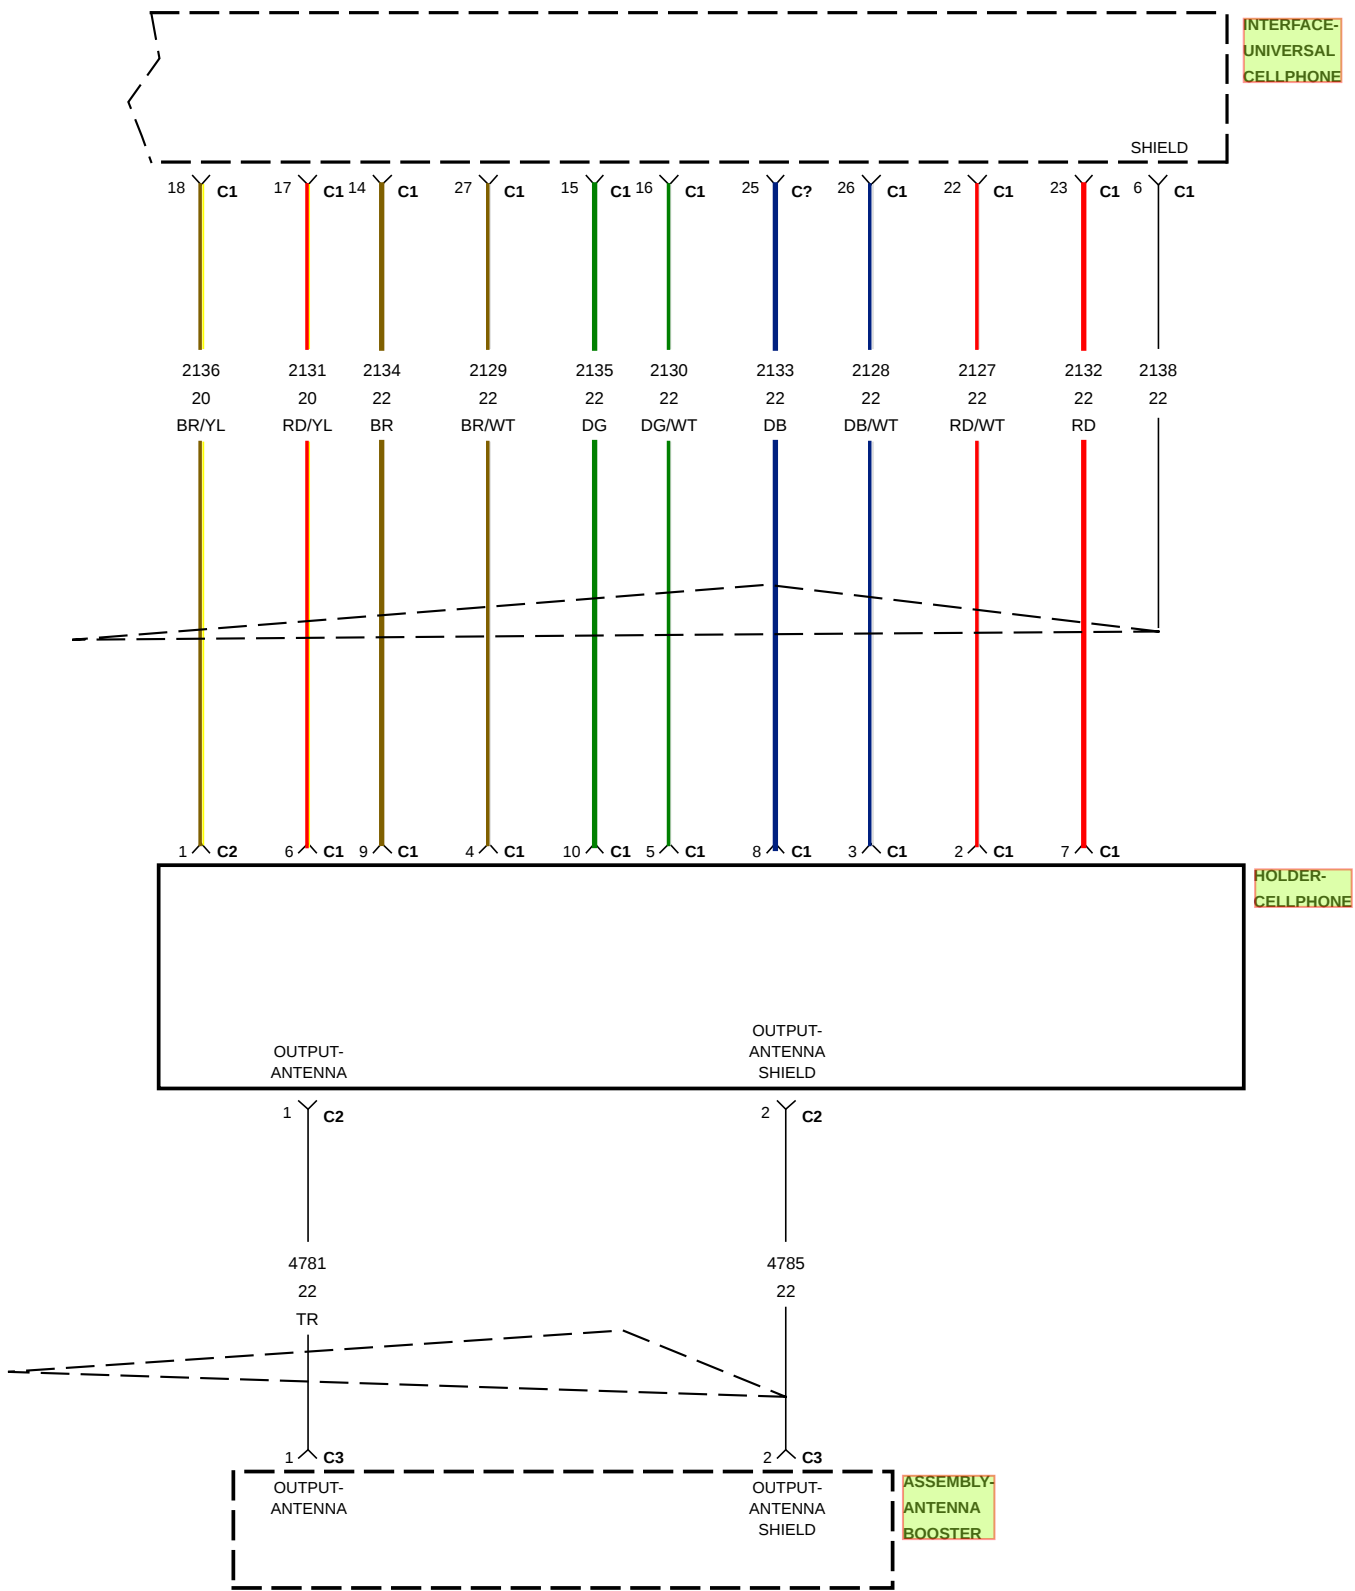 INTERFACE-
UNIVERSAL
CELLPHONE
SHIELD
18 C1 17 C1 14 C1 27 C1 15 C1 16 C1 25 C? 26 C1 22 C1 23 C1 6 C1
2136 2131 2134 2129 2135 2130 2133 2128 2127 2132 2138
20 20 22 22 22 22 22 22 22 22 22
BR/YL RD/YL BR BR/WT DG DG/WT DB DB/WT RD/WT RD
1 C2 6 C1 9 C1 4 C1 10 C1 5 C1 8 C1 3 C1 2 C1 7 C1
HOLDER-
CELLPHONE
OUTPUT-
ANTENNA
OUTPUT-
ANTENNA
SHIELD
1 C2 2 C2
4781 4785
22 22
TR
1 C3 2 C3
OUTPUT-
ANTENNA
OUTPUT-
ANTENNA
SHIELD
ASSEMBLY-
ANTENNA
BOOSTER